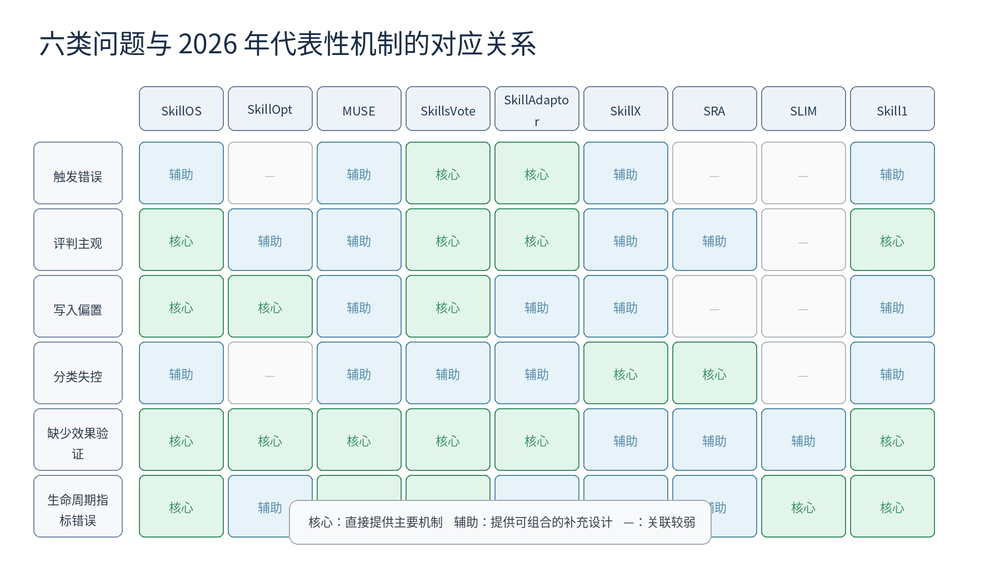 六类问题与 2026 年代表性机制的对应关系
SkillOS SkillOpt MUSE SkillsVote SkillAdapto
r SkillX SRA SLIM Skill1
触发错误 辅助 — 辅助 核心 核心 辅助 — — 辅助
评判主观 核心 辅助 辅助 核心 核心 辅助 辅助 — 核心
写入偏置 核心 核心 辅助 核心 辅助 辅助 — — 辅助
分类失控 辅助 — 辅助 辅助 辅助 核心 核心 — 辅助
缺少效果验
证 核心 核心 核心 核心 核心 辅助 辅助 辅助 核心
生命周期指
标错误 核心 辅助 助 核心 核心
核心：直接提供主要机制 辅助：提供可组合的补充设计 —：关联较弱